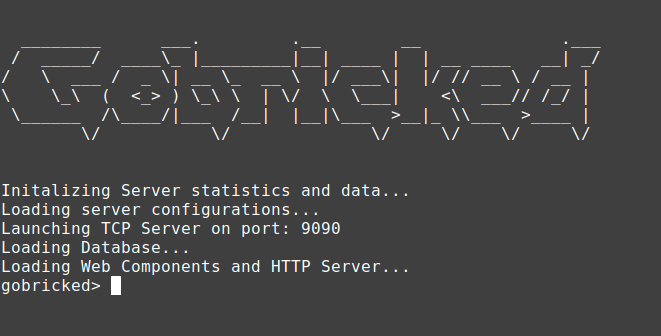 GoBricked
Initalizing Server statistics and data...
Loading server configurations...
Launching TCP Server on port: 9090
Loading Database...
Loading Web Components and HTTP Server...
gobricked>